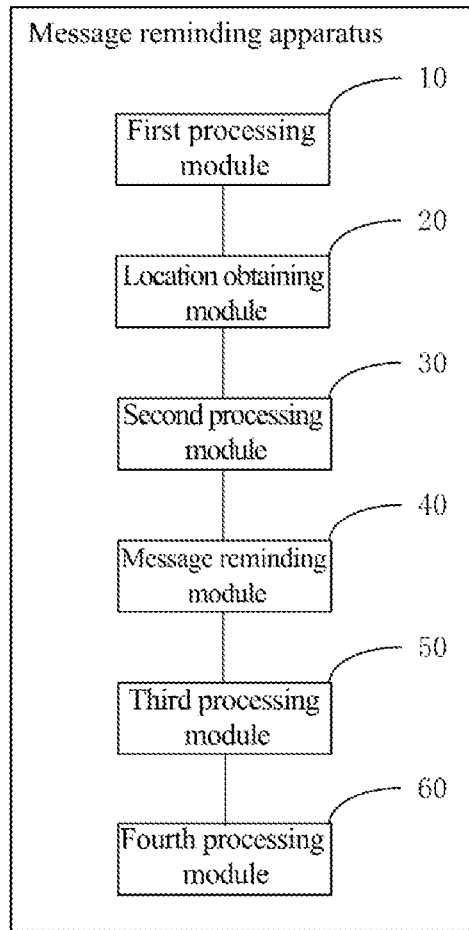 Message reminding apparatus
10
First processing
module
20
Location obtaining
module
30
Second processing
module
40
Message reminding
module
50
Third processing
module
60
Fourth processing
module